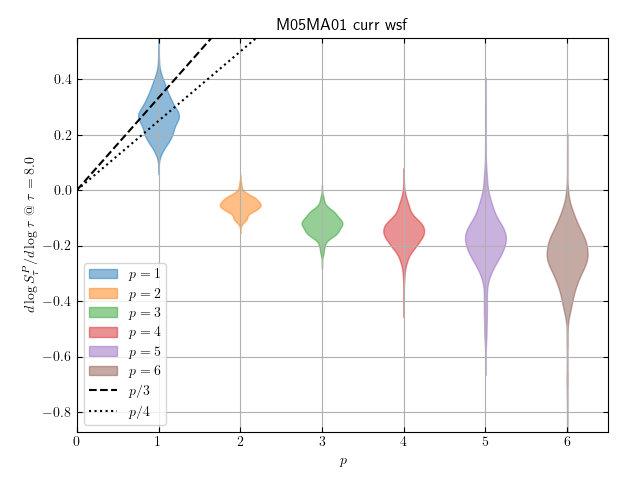 M05MA01 curr wsf
d log S_τ^P / d log τ @ τ = 8.0
0.4
0.2
0.0
−0.2
−0.4
−0.6
−0.8
p = 1
p = 2
p = 3
p = 4
p = 5
p = 6
p/3
p/4
0 1 2 3 4 5 6
p